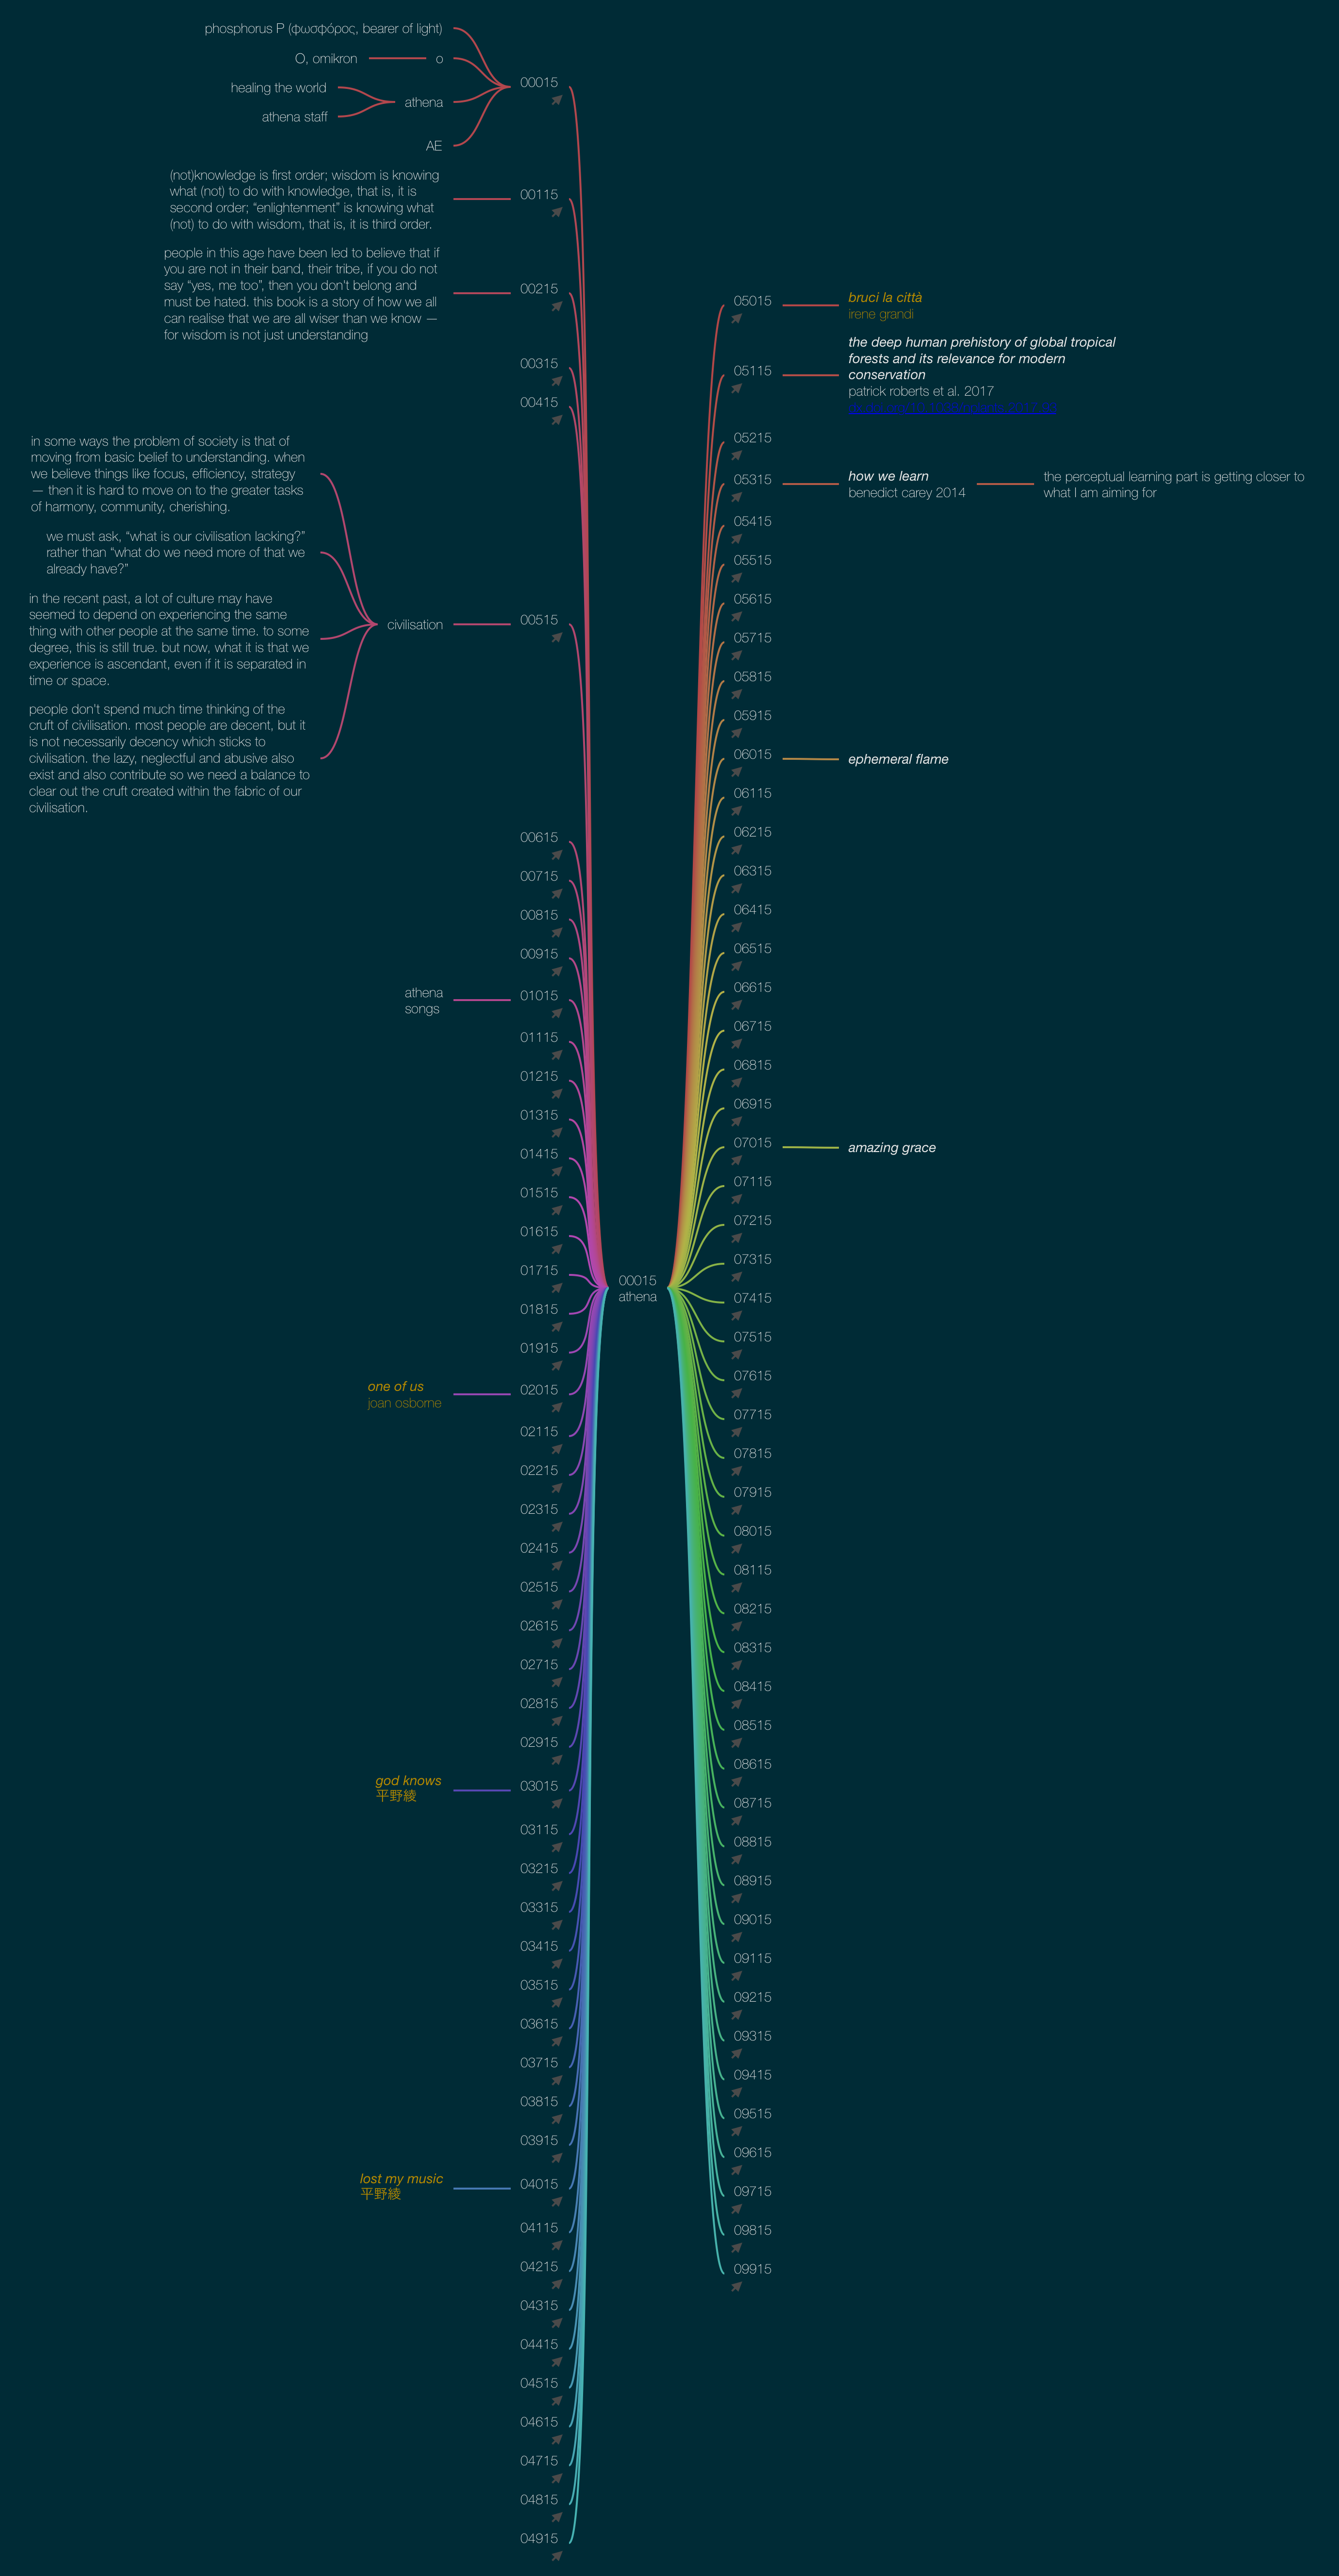 phosphorus P (φωσφόρος, bearer of light)
O, omikron
o
healing the world
athena staff
athena
AE
00015
(not)knowledge is first order; wisdom is knowing
what (not) to do with knowledge, that is, it is
second order; “enlightenment” is knowing what
(not) to do with wisdom, that is, it is third order.
00115
people in this age have been led to believe that if
you are not in their band, their tribe, if you do not
say “yes, me too”, then you don’t belong and
must be hated. this book is a story of how we all
can realise that we are all wiser than we know —
for wisdom is not just understanding
00215
00315
00415
in some ways the problem of society is that of
moving from basic belief to understanding. when
we believe things like focus, efficiency, strategy
— then it is hard to move on to the greater tasks
of harmony, community, cherishing.
we must ask, “what is our civilisation lacking?”
rather than “what do we need more of that we
already have?”
in the recent past, a lot of culture may have
seemed to depend on experiencing the same
thing with other people at the same time. to some
degree, this is still true. but now, what it is that we
experience is ascendant, even if it is separated in
time or space.
people don't spend much time thinking of the
cruft of civilisation. most people are decent, but it
is not necessarily decency which sticks to
civilisation. the lazy, neglectful and abusive also
exist and also contribute so we need a balance to
clear out the cruft created within the fabric of our
civilisation.
civilisation
00515
00615
00715
00815
00915
athena
songs
01015
01115
01215
01315
01415
01515
01615
01715
01815
01915
one of us
joan osborne
02015
02115
02215
02315
02415
02515
02615
02715
02815
02915
god knows
平野綾
03015
03115
03215
03315
03415
03515
03615
03715
03815
03915
lost my music
平野綾
04015
04115
04215
04315
04415
04515
04615
04715
04815
04915
00015
athena
05015
bruci la città
irene grandi
05115
the deep human prehistory of global tropical
forests and its relevance for modern
conservation
patrick roberts et al. 2017
05215
05315
how we learn
benedict carey 2014
the perceptual learning part is getting closer to
what I am aiming for
05415
05515
05615
05715
05815
05915
06015
ephemeral flame
06115
06215
06315
06415
06515
06615
06715
06815
06915
07015
amazing grace
07115
07215
07315
07415
07515
07615
07715
07815
07915
08015
08115
08215
08315
08415
08515
08615
08715
08815
08915
09015
09115
09215
09315
09415
09515
09615
09715
09815
09915